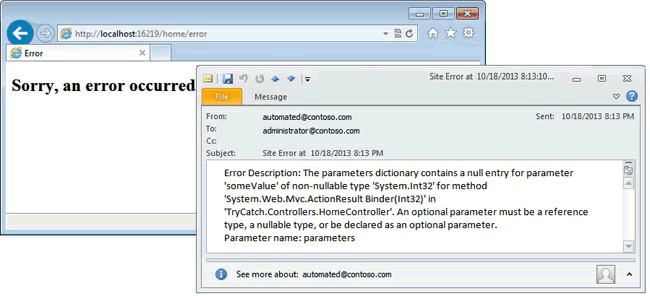 http://localhost:16219/home/error
Error
Sorry, an error occurred
Site Error at 10/18/2013 8:13:10...
File Message
From: automated@contoso.com Sent: 10/18/2013 8:13 PM
To: administrator@contoso.com
Cc:
Subject: Site Error at 10/18/2013 8:13 PM
Error Description: The parameters dictionary contains a null entry for parameter
'someValue' of non-nullable type 'System.Int32' for method
'System.Web.Mvc.ActionResult Binder(Int32)' in
'TryCatch.Controllers.HomeController'. An optional parameter must be a reference
type, a nullable type, or be declared as an optional parameter.
Parameter name: parameters
See more about: automated@contoso.com